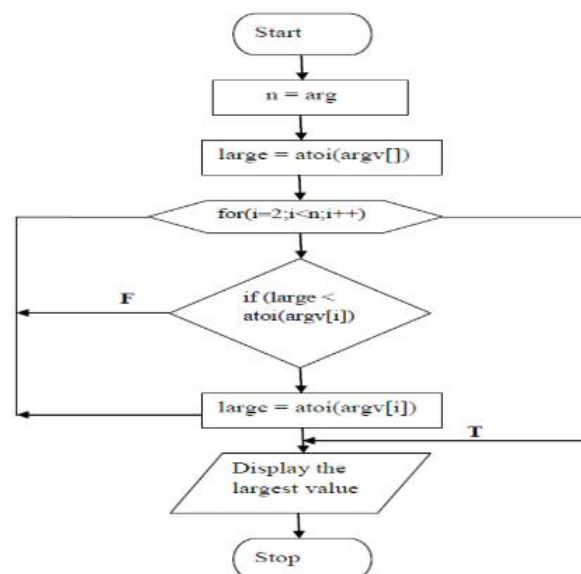 Start
n = arg
large = atoi(argv[])
for(i=2;i<n;i++)
F
if (large <
atoi(argv[i])
large = atoi(argv[i])
T
Display the
largest value
Stop